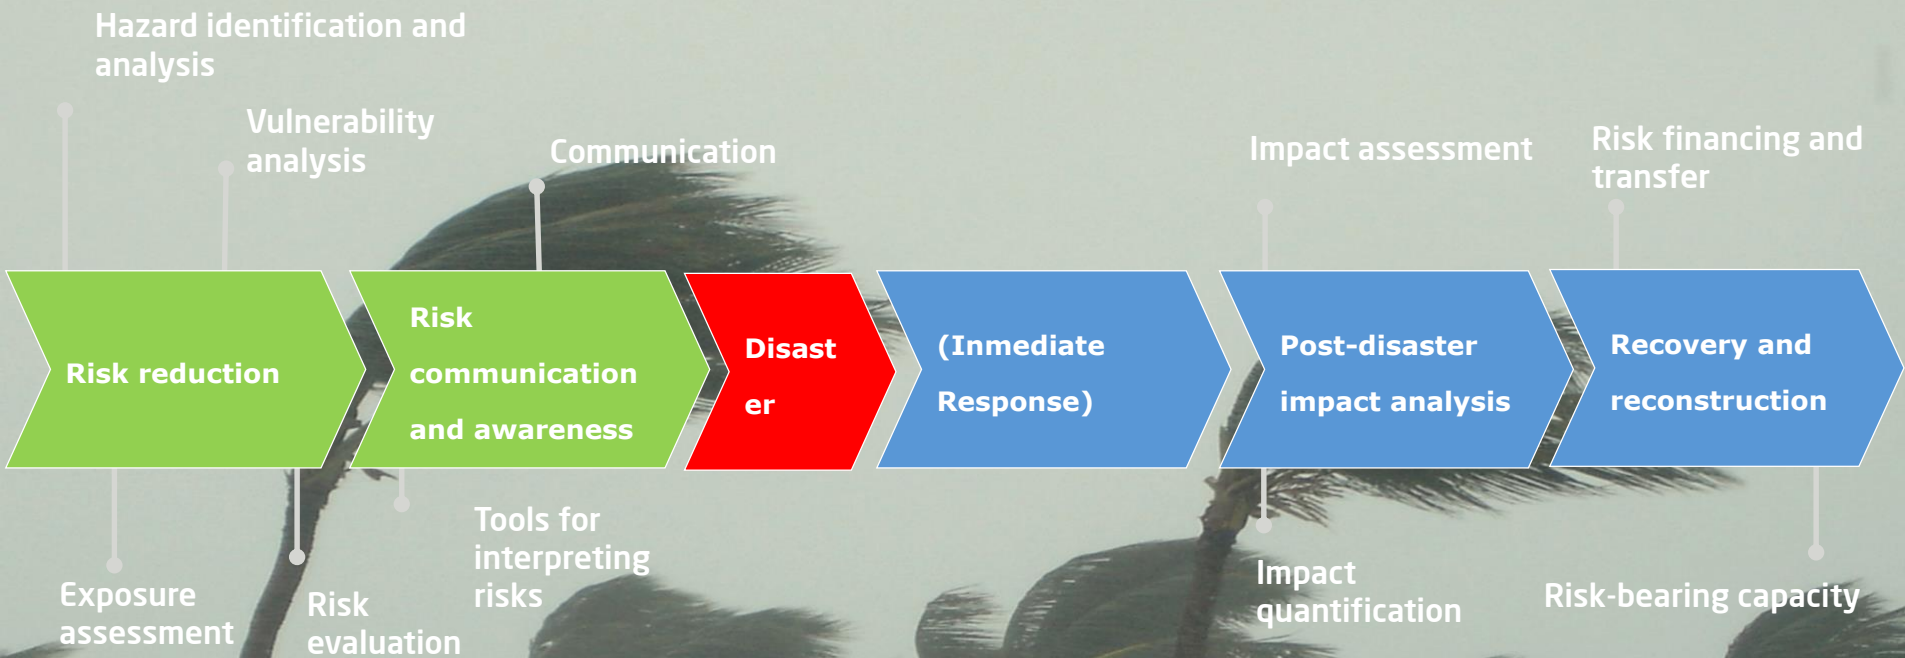 Hazard identification and
analysis
Vulnerability
analysis
Communication
Impact assessment
Risk financing and
transfer
Risk reduction
Risk
communication
and awareness
Disast
er
(Inmediate
Response)
Post-disaster
impact analysis
Recovery and
reconstruction
Exposure
assessment
Risk
evaluation
Tools for
interpreting
risks
Impact
quantification
Risk-bearing capacity